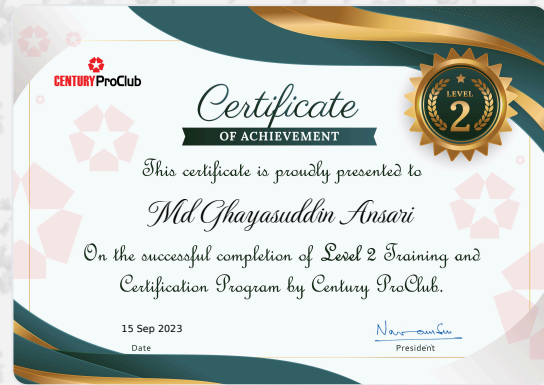 CENTURY ProClub
Certificate
OF ACHIEVEMENT
LEVEL
2
This certificate is proudly presented to
Md Ghayasuddin Ansari
On the successful completion of Level 2 Training and
Certification Program by Century ProClub.
15 Sep 2023
Date
President